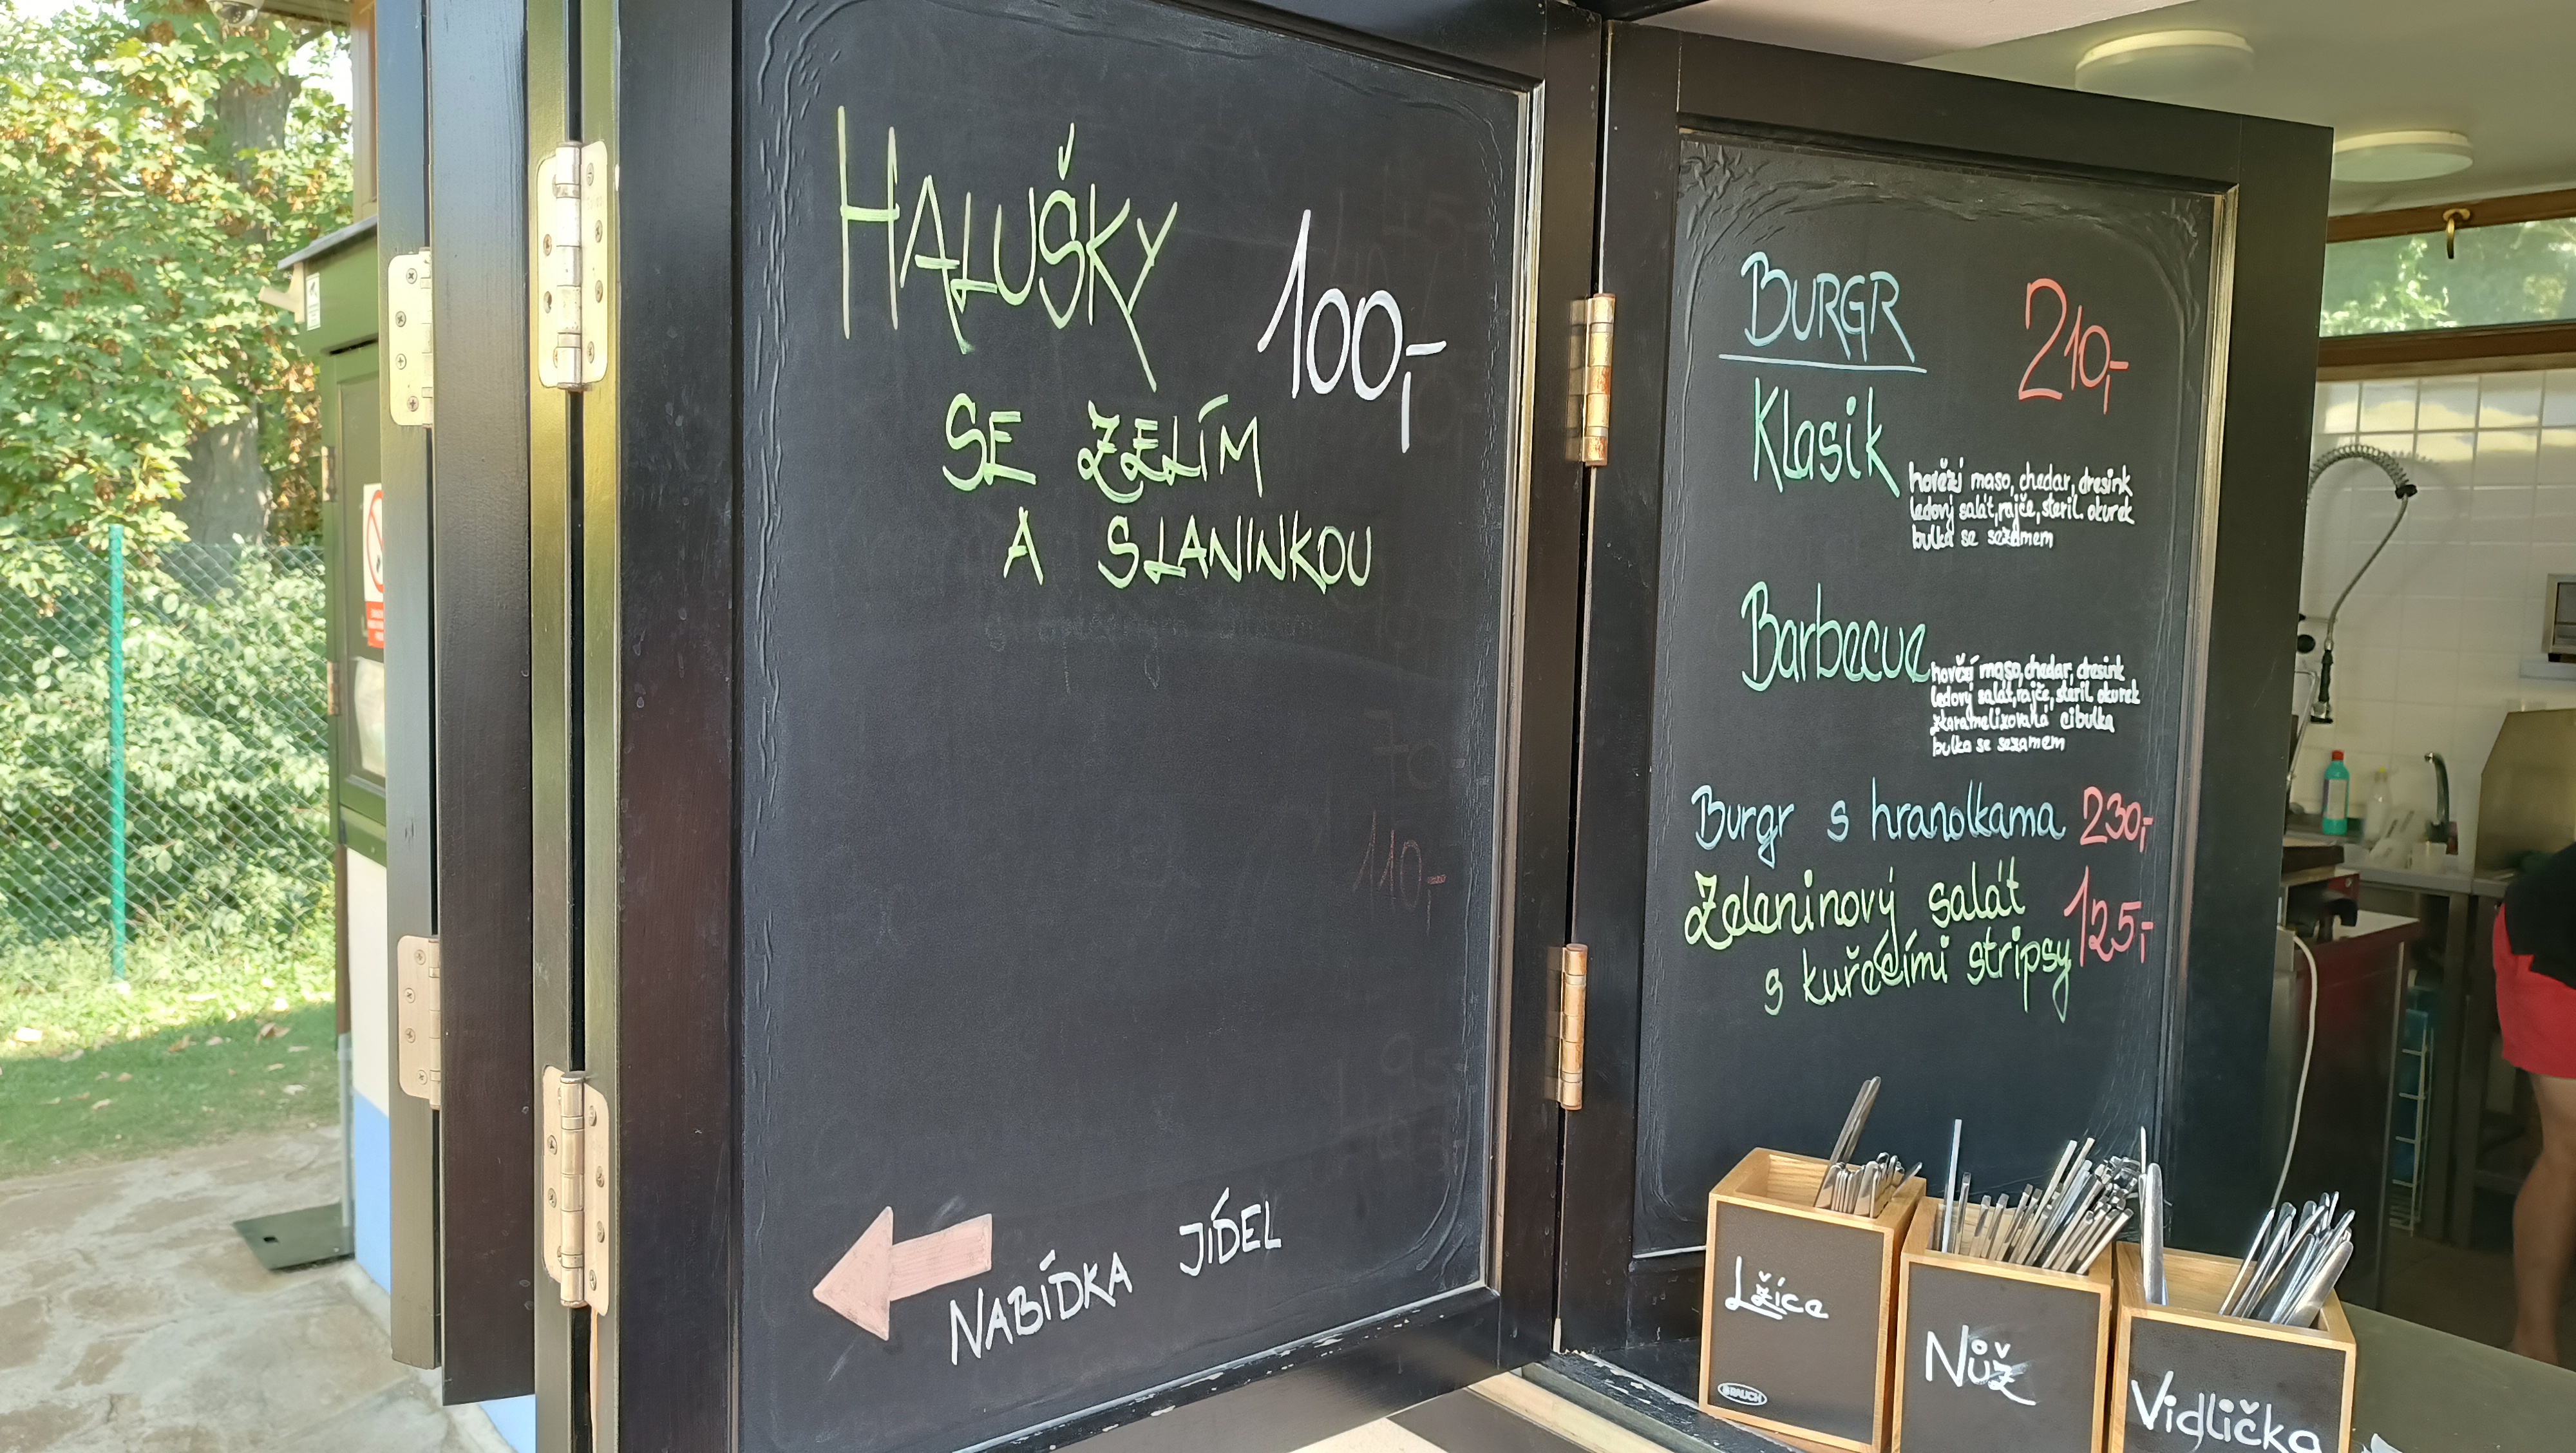 HALUŠKY
100,-
SE ZELÍM
A SLANINKOU
NABÍDKA JÍDEL
BURGR
210,-
Klasik
hovězí maso, chedar, dresink
ledový salát, rajče, steril. okurek
bulka se sezamem
Barbecue
hovězí maso, chedar, dresink
ledový salát, rajče, steril. okurek
zkaramelizovaná cibulka
bulka se sezamem
Burgr s hranolkama 230,-
Zeleninový salát
s kuřecími stripsy
125,-
Lžíce
BRAUCH
Nůž
Vidlička